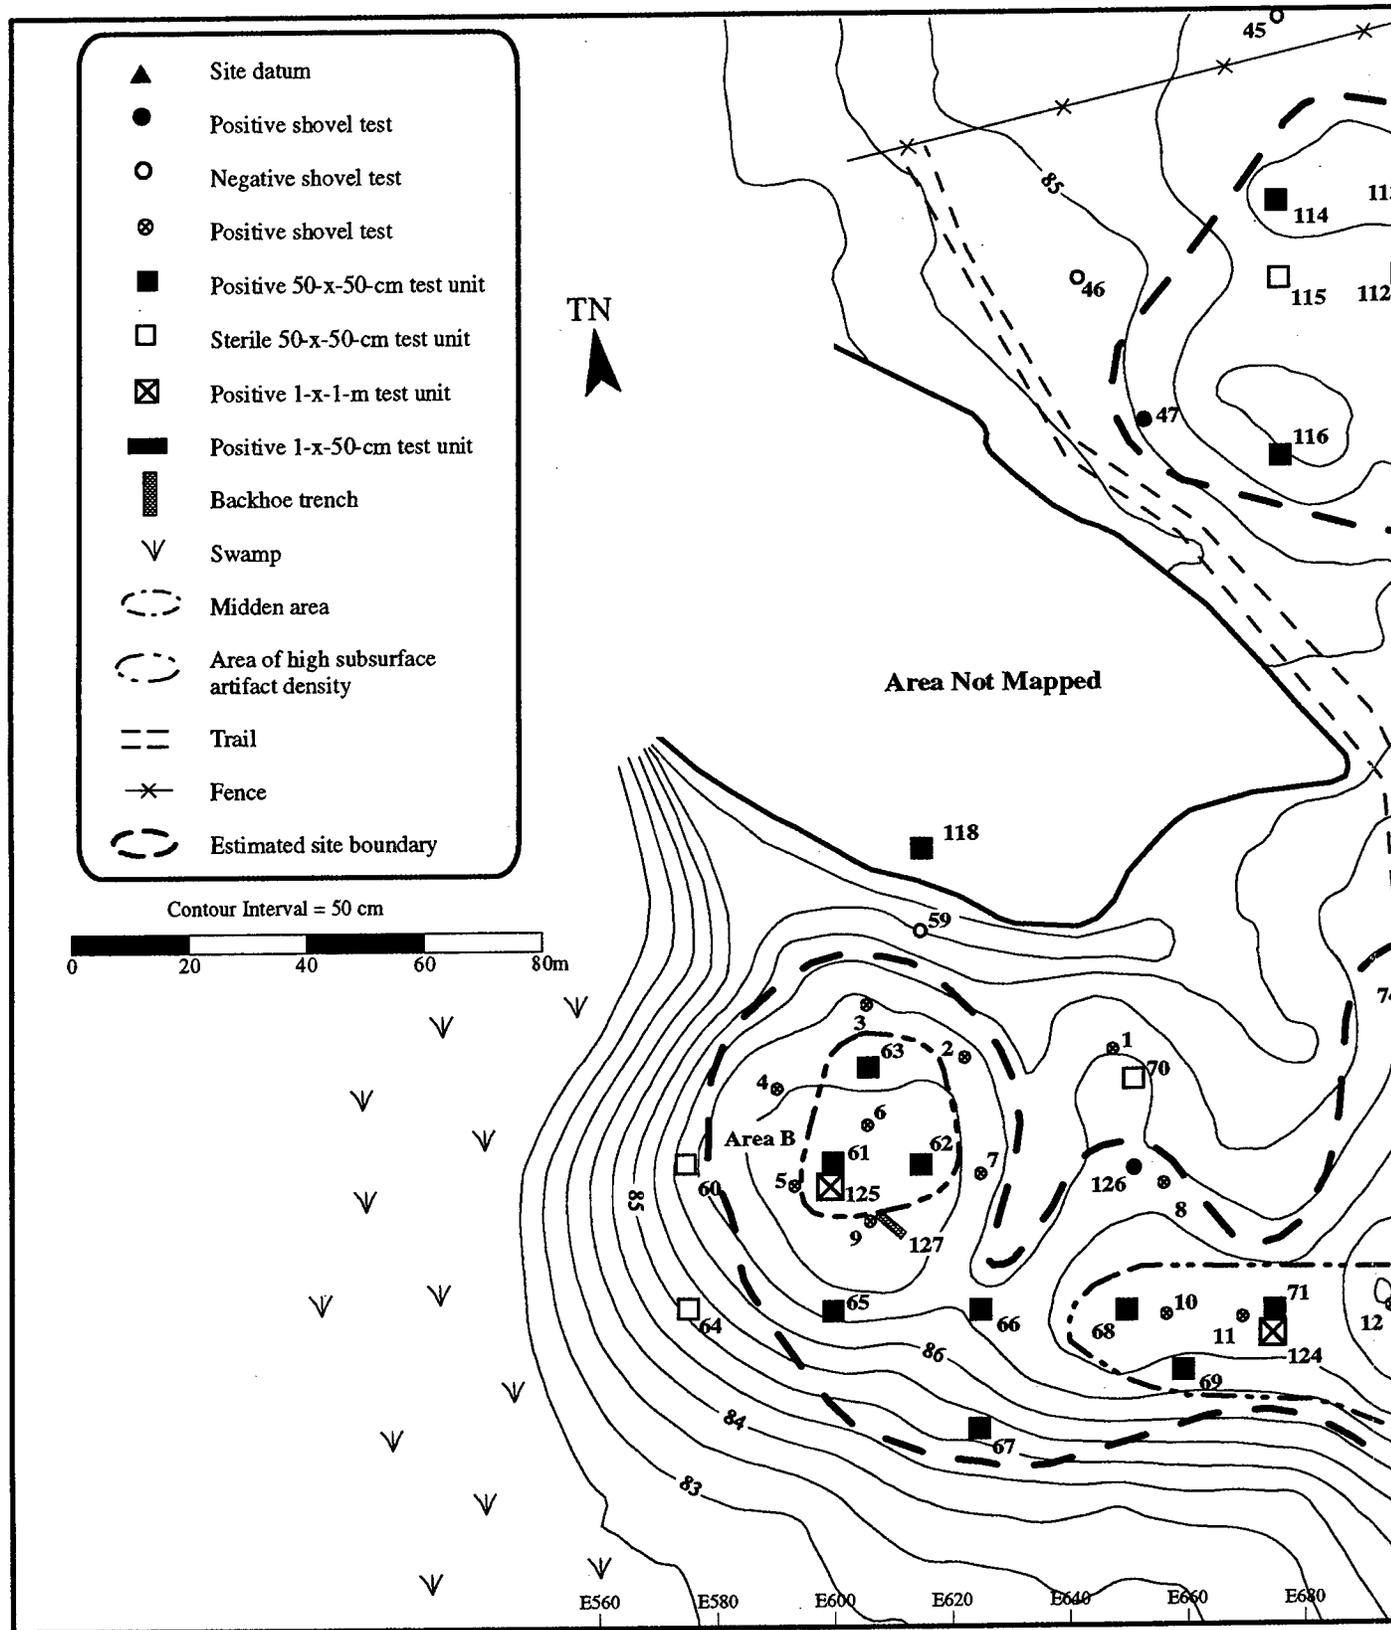 Site datum
Positive shovel test
Negative shovel test
Positive shovel test
Positive 50-x-50-cm test unit
Sterile 50-x-50-cm test unit
Positive 1-x-1-m test unit
Positive 1-x-50-cm test unit
Backhoe trench
Swamp
Midden area
Area of high subsurface
artifact density
Trail
Fence
Estimated site boundary
Contour Interval = 50 cm
0 20 40 60 80m
TN
45
85
114
46
115 112
47
116
Area Not Mapped
118
59
3
63
2
1
70
4
6
Area B
61
62
7
60
5
125
126
8
85
9
127
65
66
64
68
10
71
11
12
124
86
69
84
67
83
E560 E580 E600 E620 E640 E660 E680